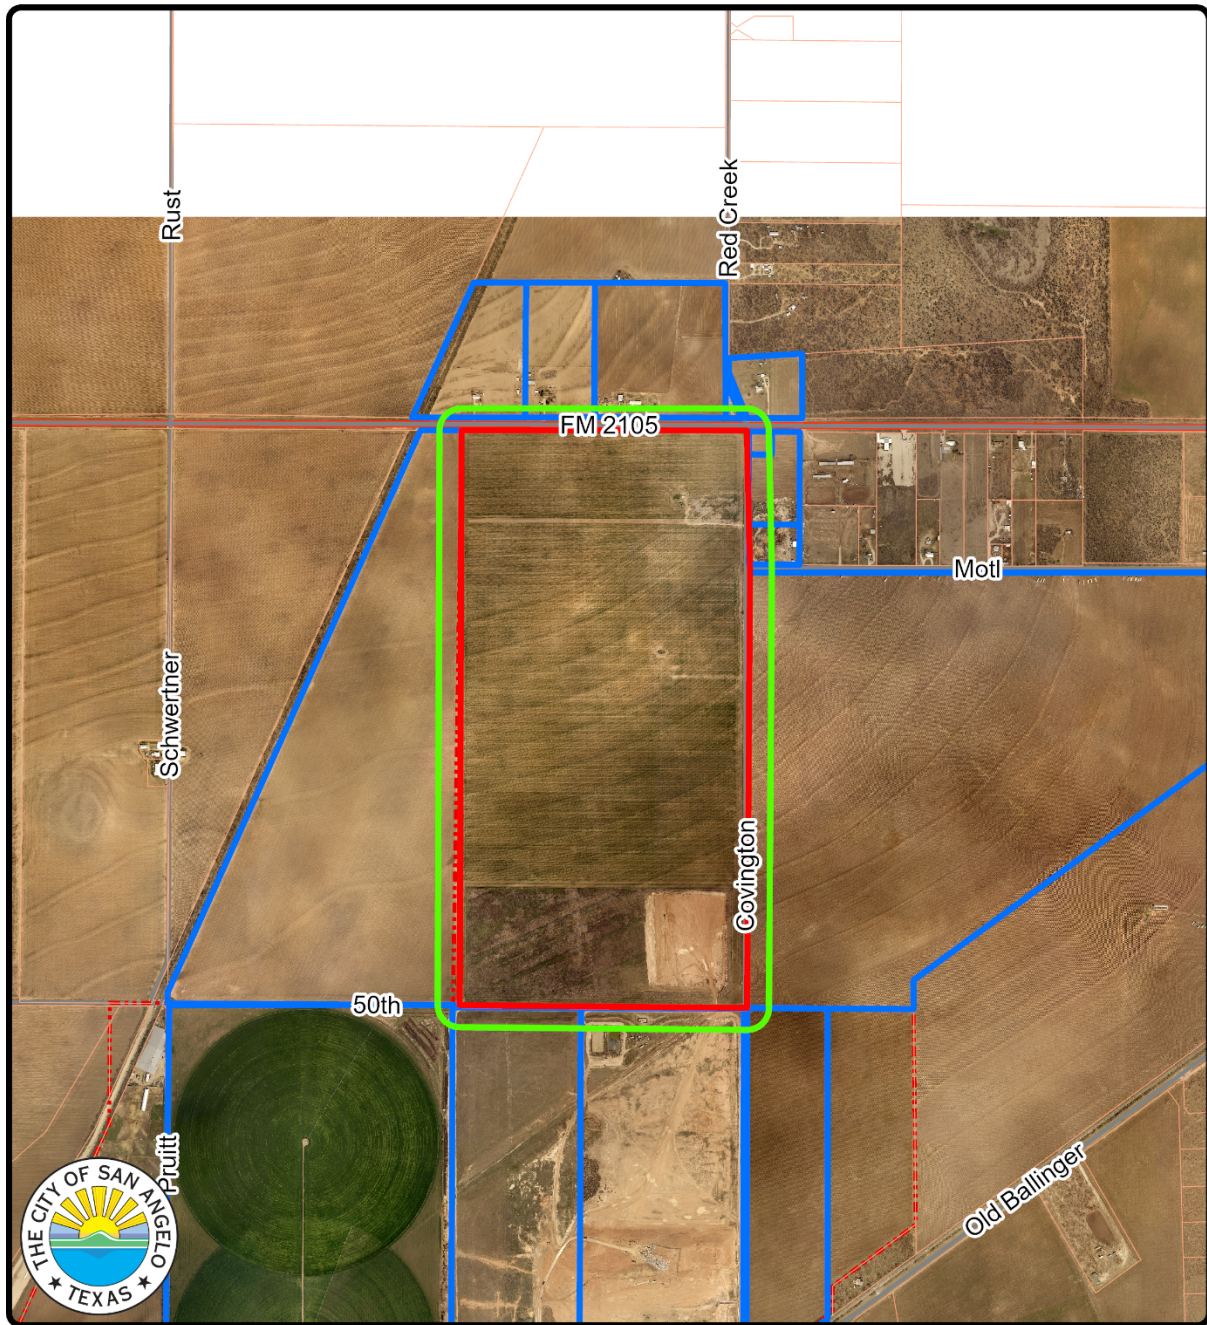 Rust
Red Creek
FM 2105
Motl
Schwertner
Covington
50th
Pruitt
Old Ballinger
THE CITY OF SAN ANGELO
TEXAS